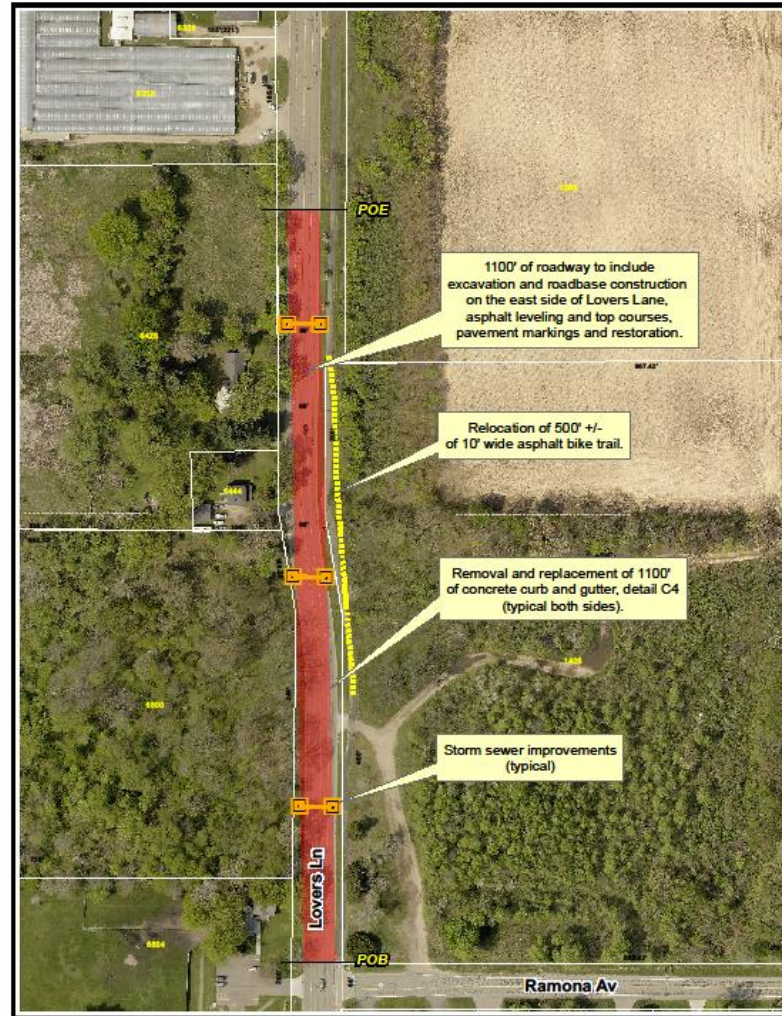 POE
1100' of roadway to include
excavation and roadbase construction
on the east side of Lovers Lane,
asphalt leveling and top courses,
pavement markings and restoration.
Relocation of 500' +/-
of 10' wide asphalt bike trail.
6444
Removal and replacement of 1100'
of concrete curb and gutter, detail C4
(typical both sides).
1405
6500
Storm sewer improvements
(typical)
Lovers Ln
POB
Ramona Av